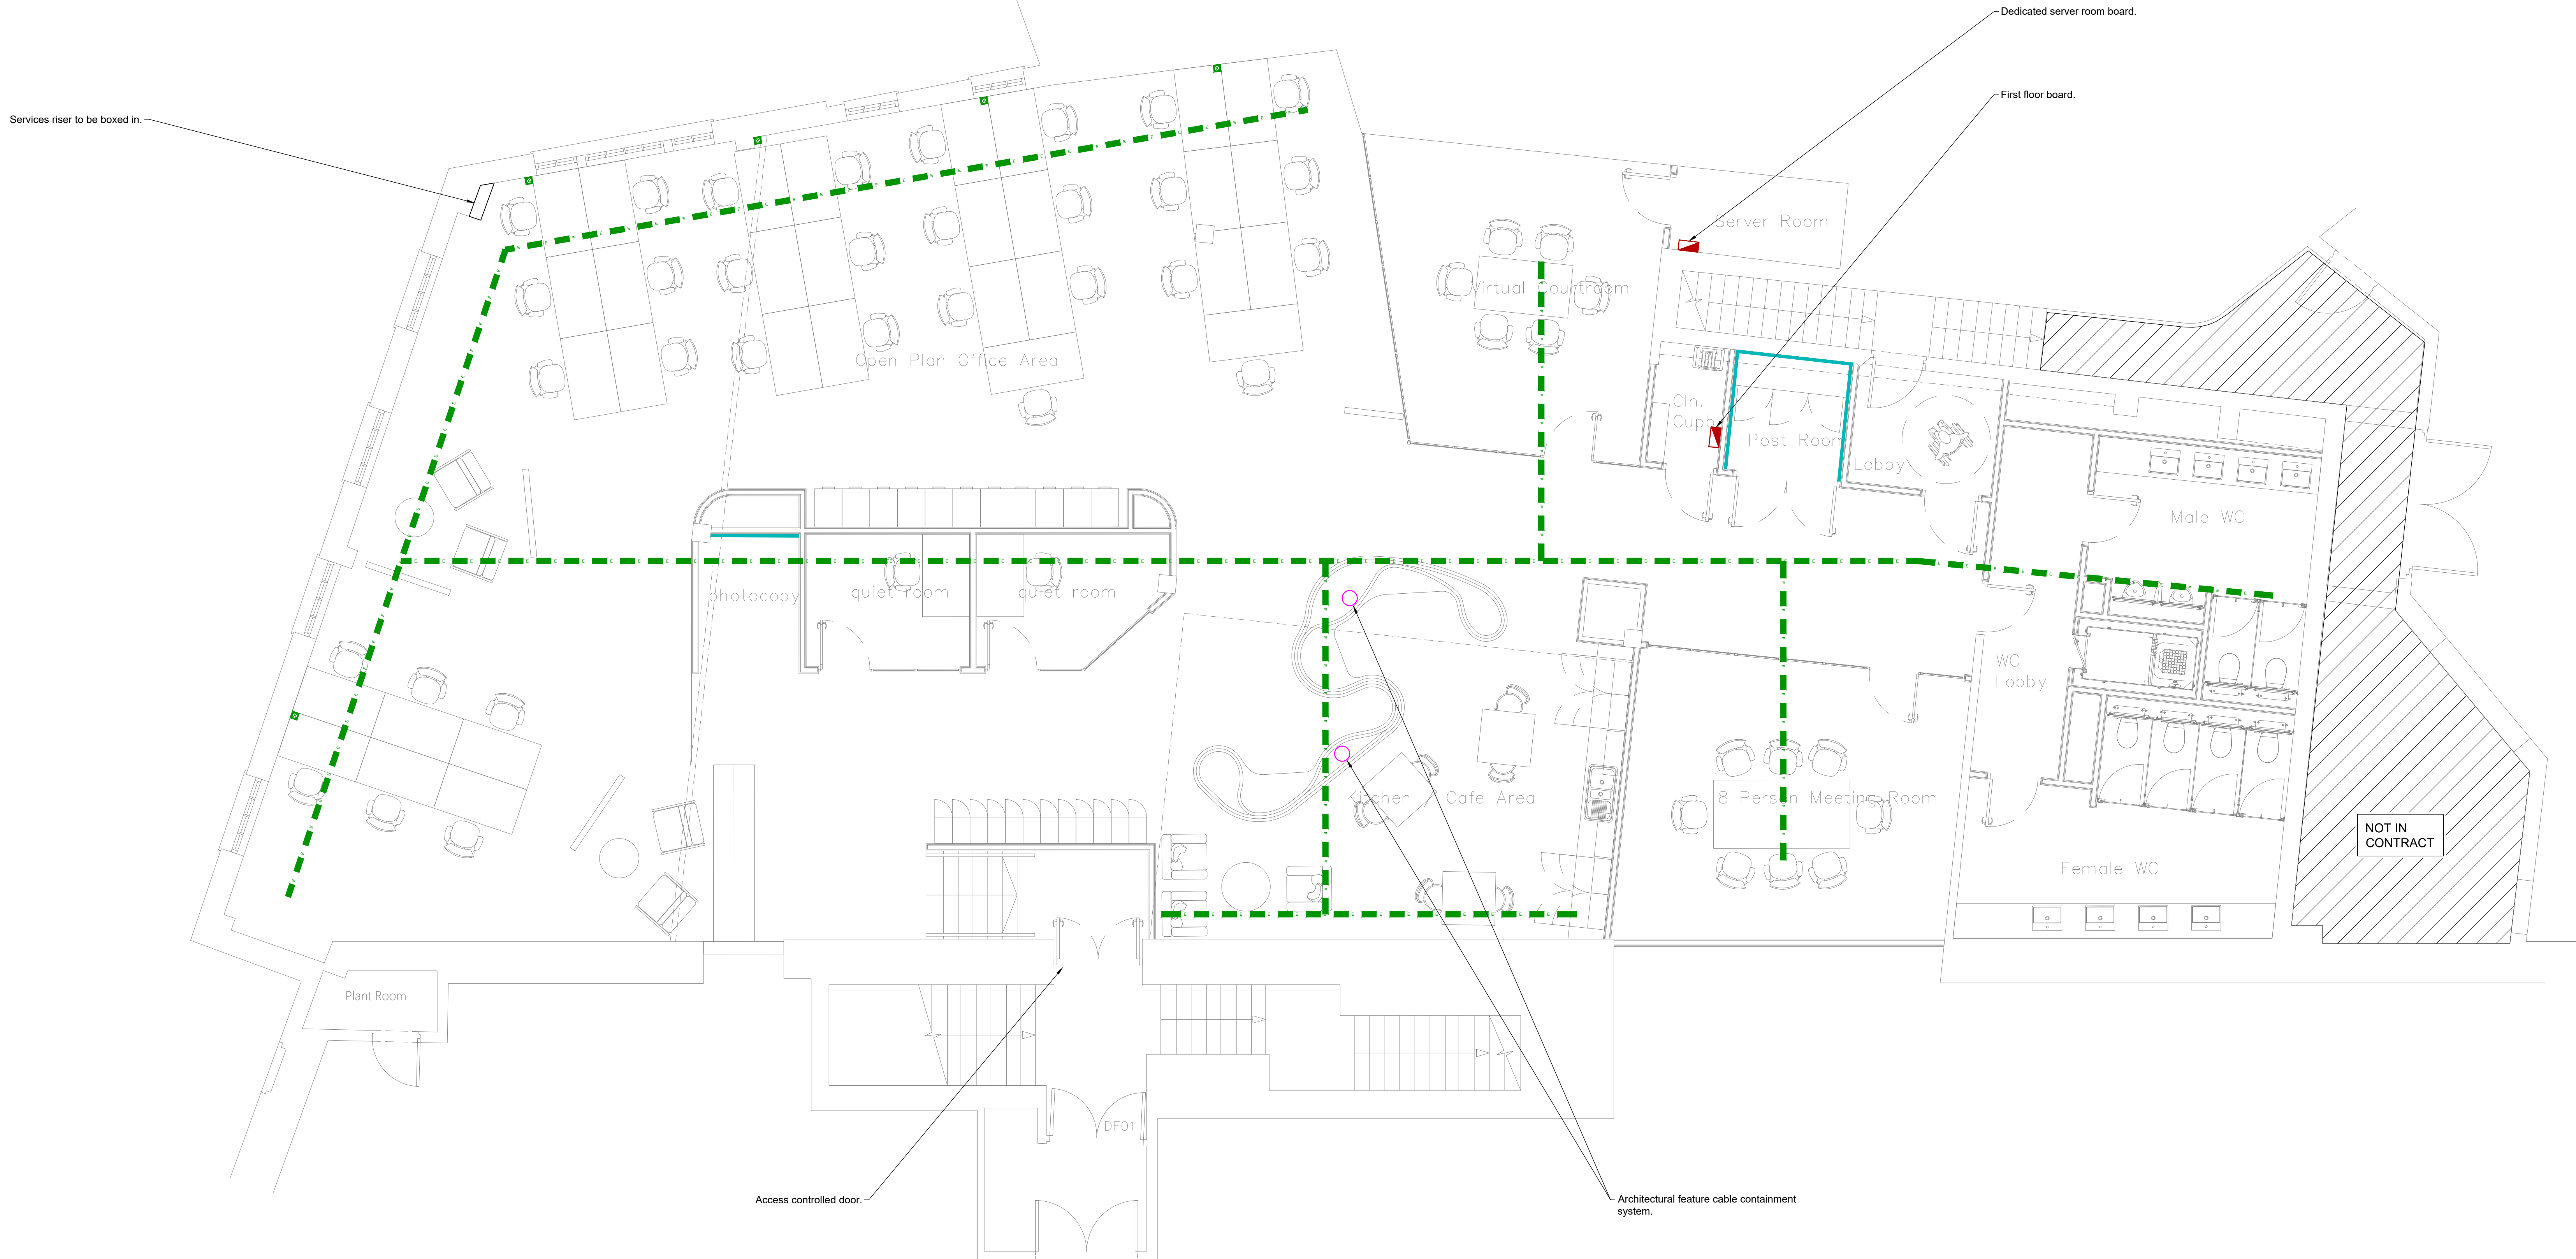 Dedicated server room board.
First floor board.
Services riser to be boxed in.
Server Room
Virtual Courtroom
Open Plan Office Area
Cln.
Cupb
Post Room
Lobby
Male WC
photocopy
quiet room
quiet room
WC
Lobby
Kitchen / Cafe Area
8 Person Meeting Room
NOT IN
CONTRACT
Female WC
Plant Room
DF01
Access controlled door.
Architectural feature cable containment
system.